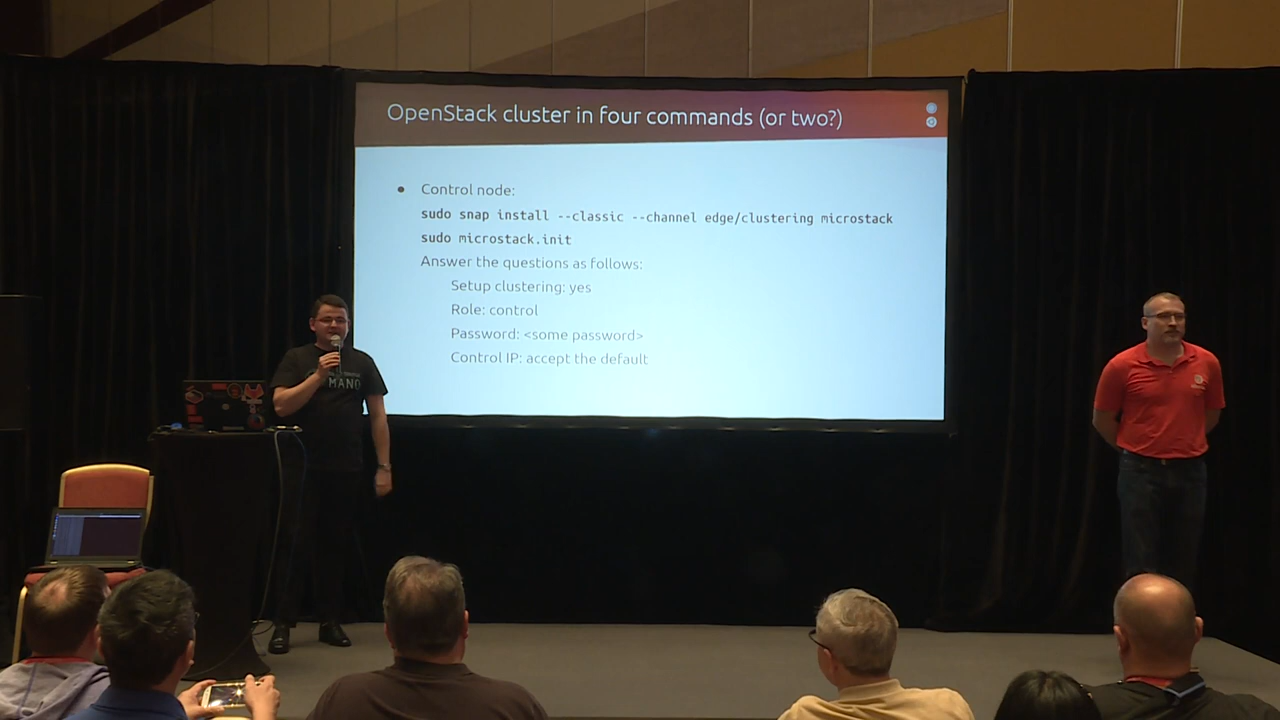 OpenStack cluster in four commands (or two?)
● Control node:
sudo snap install --classic --channel edge/clustering microstack
sudo microstack.init
Answer the questions as follows:
Setup clustering: yes
Role: control
Password: <some password>
Control IP: accept the default
MANO